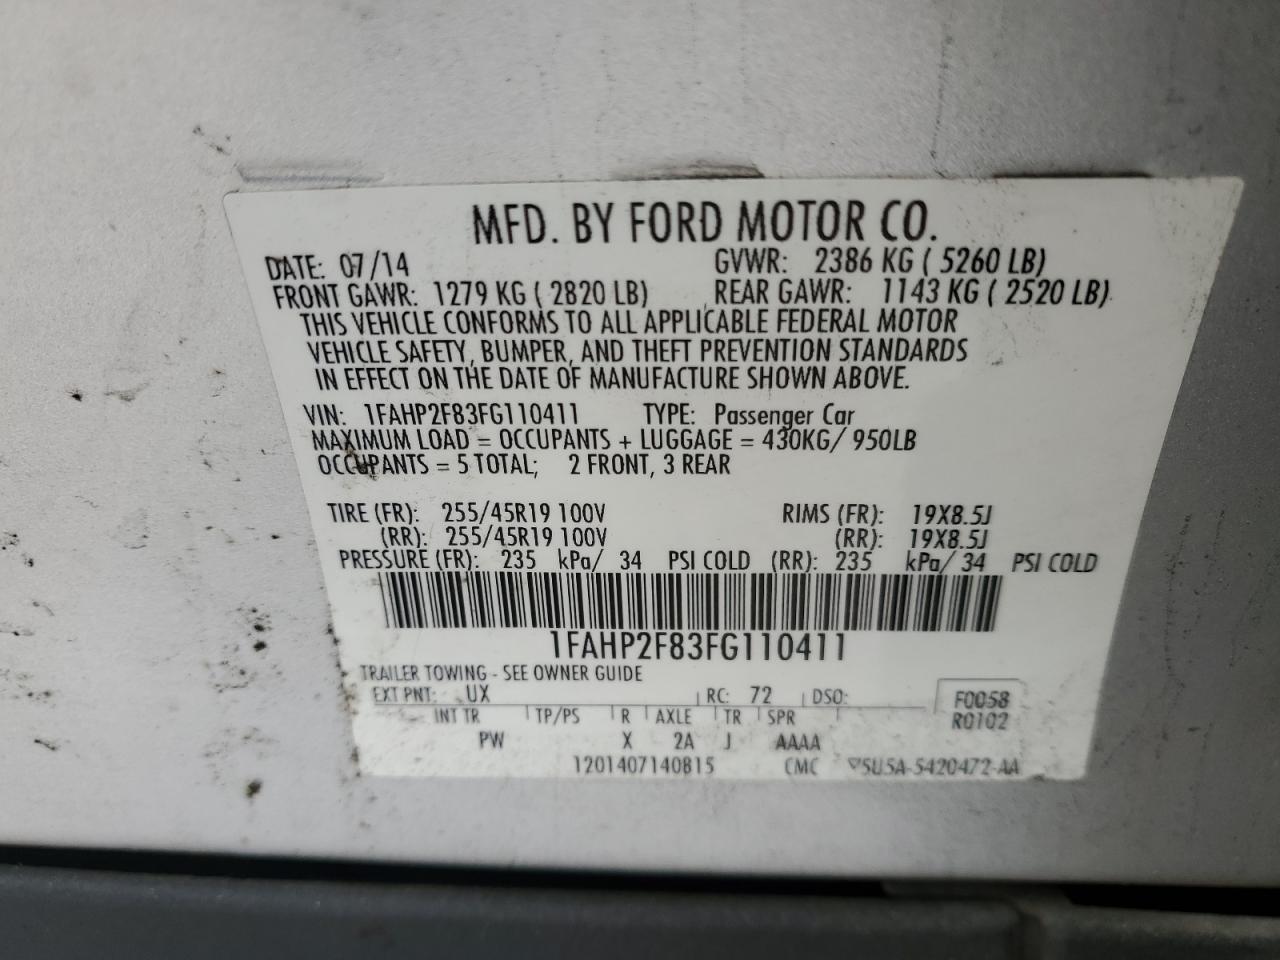 MFD. BY FORD MOTOR CO.
DATE: 07/14 GVWR: 2386 KG ( 5260 LB)
FRONT GAWR: 1279 KG ( 2820 LB) REAR GAWR: 1143 KG ( 2520 LB)
THIS VEHICLE CONFORMS TO ALL APPLICABLE FEDERAL MOTOR
VEHICLE SAFETY, BUMPER, AND THEFT PREVENTION STANDARDS
IN EFFECT ON THE DATE OF MANUFACTURE SHOWN ABOVE.
VIN: 1FAHP2F83FG110411 TYPE: Passenger Car
MAXIMUM LOAD = OCCUPANTS + LUGGAGE = 430KG/ 950LB
OCCUPANTS = 5 TOTAL; 2 FRONT, 3 REAR
TIRE (FR): 255/45R19 100V RIMS (FR): 19X8.5J
(RR): 255/45R19 100V (RR): 19X8.5J
PRESSURE (FR): 235 kPa/ 34 PSI COLD (RR): 235 kPa/ 34 PSI COLD
1FAHP2F83FG110411
TRAILER TOWING - SEE OWNER GUIDE
EXT PNT: UX RC: 72 DSO: F0058
INT TR TP/PS R AXLE TR SPR R0102
PW X 2A J AAAA
1201407140815 CMC ▽5U5A-5420472-AA